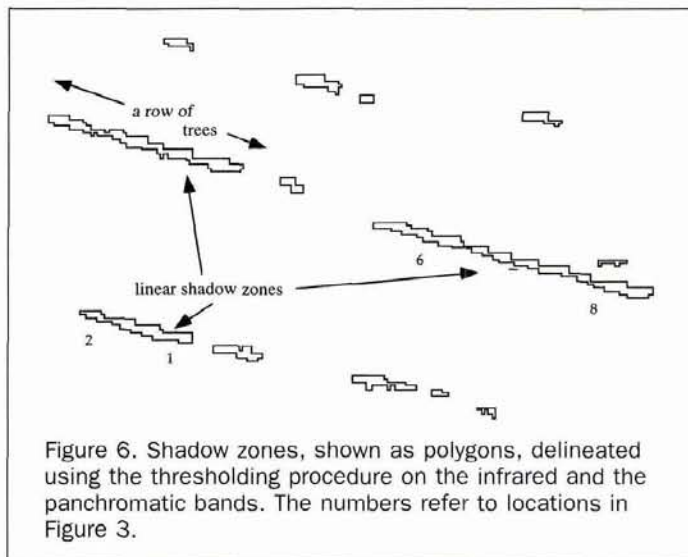 a row of
trees
6
linear shadow zones
8
2
1
Figure 6. Shadow zones, shown as polygons, delineated
using the thresholding procedure on the infrared and the
panchromatic bands. The numbers refer to locations in
Figure 3.